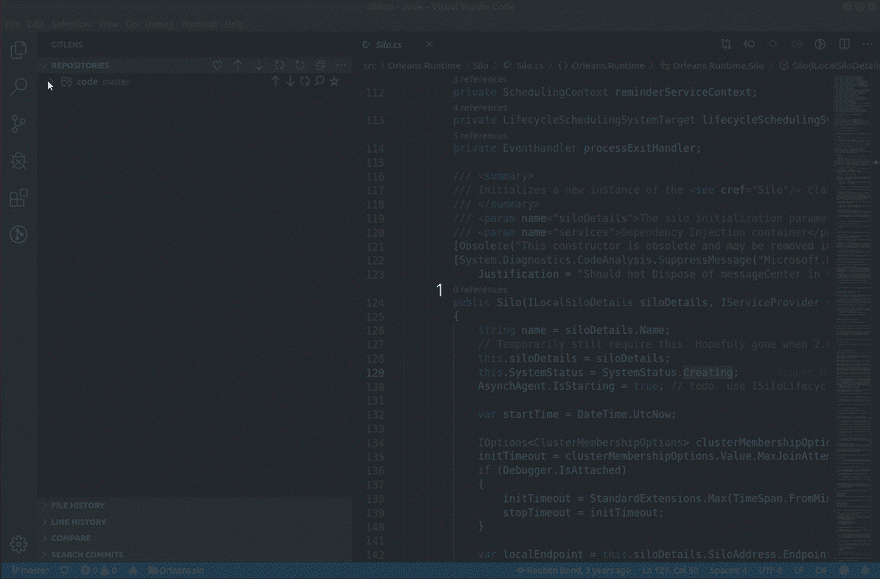 Silo.cs - code - Visual Studio Code
File Edit Selection View Go Debug Terminal Help
GITLENS
REPOSITORIES
code master
FILE HISTORY
LINE HISTORY
COMPARE
SEARCH COMMITS
Silo.cs
src > Orleans.Runtime > Silo > Silo.cs > {} Orleans.Runtime > Orleans.Runtime.Silo > Silo(ILocalSiloDetails
3 references
112 private SchedulingContext reminderServiceContext;
4 references
113 private LifecycleSchedulingSystemTarget lifecycleSchedulingSy
5 references
114 private EventHandler processExitHandler;
115
116 /// <summary>
117 /// Initializes a new instance of the <see cref="Silo"/> clas
118 /// </summary>
119 /// <param name="siloDetails">The silo initialization parame
120 /// <param name="services">Dependency Injection container</p
121 [Obsolete("This constructor is obsolete and may be removed i
122 [System.Diagnostics.CodeAnalysis.SuppressMessage("Microsoft.
123 Justification = "Should not Dispose of messageCenter in
0 references
1
124 public Silo(ILocalSiloDetails siloDetails, IServiceProvider
125 {
126 string name = siloDetails.Name;
127 // Temporarily still require this. Hopefuly gone when 2.
128 this.siloDetails = siloDetails;
129 this.SystemStatus = SystemStatus.Creating;
130 AsynchAgent.IsStarting = true; // todo. use ISiloLifecyc
131
132 var startTime = DateTime.UtcNow;
133
134 IOptions<ClusterMembershipOptions> clusterMembershipOptio
135 initTimeout = clusterMembershipOptions.Value.MaxJoinAtte
136 if (Debugger.IsAttached)
137 {
138 initTimeout = StandardExtensions.Max(TimeSpan.FromMi
139 stopTimeout = initTimeout;
140 }
141
142 var localEndpoint = this.siloDetails.SiloAddress.Endpoin
master 0 0 Orleans.sln Reuben Bond, 3 years ago Ln 129, Col 50 Spaces: 4 UTF-8 LF C#